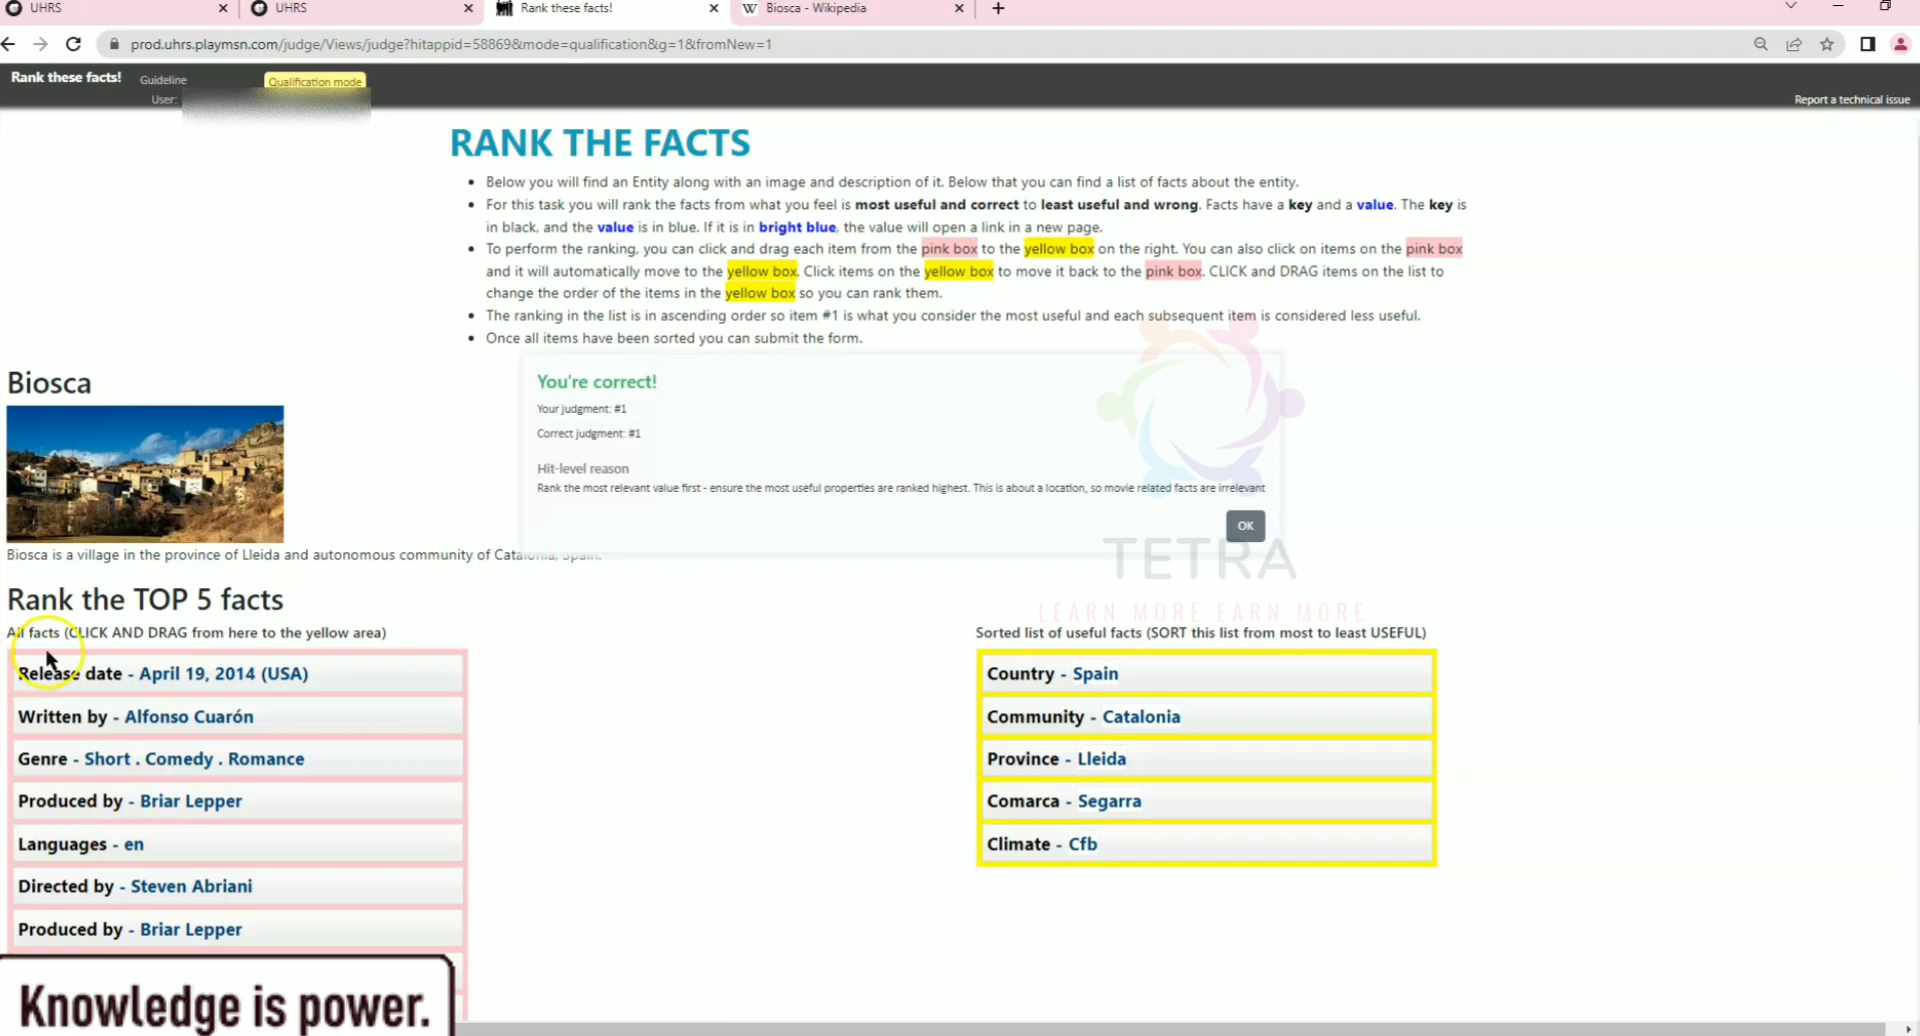 UHRS
UHRS
Rank these facts!
Biosca - Wikipedia
prod.uhrs.playmsn.com/judge/Views/judge?hitappid=58869&mode=qualification&g=1&fromNew=1
Rank these facts!
Guideline
Qualification mode
User:
Report a technical issue
RANK THE FACTS
Below you will find an Entity along with an image and description of it. Below that you can find a list of facts about the entity.
For this task you will rank the facts from what you feel is most useful and correct to least useful and wrong. Facts have a key and a value. The key is
in black, and the value is in blue. If it is in bright blue, the value will open a link in a new page.
To perform the ranking, you can click and drag each item from the pink box to the yellow box on the right. You can also click on items on the pink box
and it will automatically move to the yellow box. Click items on the yellow box to move it back to the pink box. CLICK and DRAG items on the list to
change the order of the items in the yellow box so you can rank them.
The ranking in the list is in ascending order so item #1 is what you consider the most useful and each subsequent item is considered less useful.
Once all items have been sorted you can submit the form.
Biosca
You're correct!
Your judgment: #1
Correct judgment: #1
Hit-level reason
Rank the most relevant value first - ensure the most useful properties are ranked highest. This is about a location, so movie related facts are irrelevant
OK
Biosca is a village in the province of Lleida and autonomous community of Catalonia, Spain.
TETRA
LEARN MORE EARN MORE
Rank the TOP 5 facts
All facts (CLICK AND DRAG from here to the yellow area)
Release date - April 19, 2014 (USA)
Written by - Alfonso Cuarón
Genre - Short . Comedy . Romance
Produced by - Briar Lepper
Languages - en
Directed by - Steven Abriani
Produced by - Briar Lepper
Sorted list of useful facts (SORT this list from most to least USEFUL)
Country - Spain
Community - Catalonia
Province - Lleida
Comarca - Segarra
Climate - Cfb
Knowledge is power.